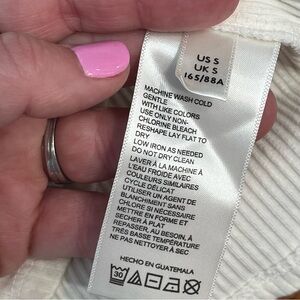 US S
UK S
165/88A
MACHINE WASH COLD
GENTLE
WITH LIKE COLORS
USE ONLY NON-
CHLORINE BLEACH
RESHAPE LAY FLAT TO
DRY
LOW IRON AS NEEDED
DO NOT DRY CLEAN
LAVER À LA MACHINE À
L'EAU FROIDE AVEC
COULEURS SIMILAIRES
CYCLE DÉLICAT
UTILISER UN AGENT DE
BLANCHIMENT SANS
CHLORE SI NÉCESSAIRE
METTRE EN FORME ET
SÉCHER À PLAT
REPASSER, AU BESOIN, À
TRÈS BASSE TEMPÉRATURE
NE PAS NETTOYER À SEC
HECHO EN GUATEMALA
30